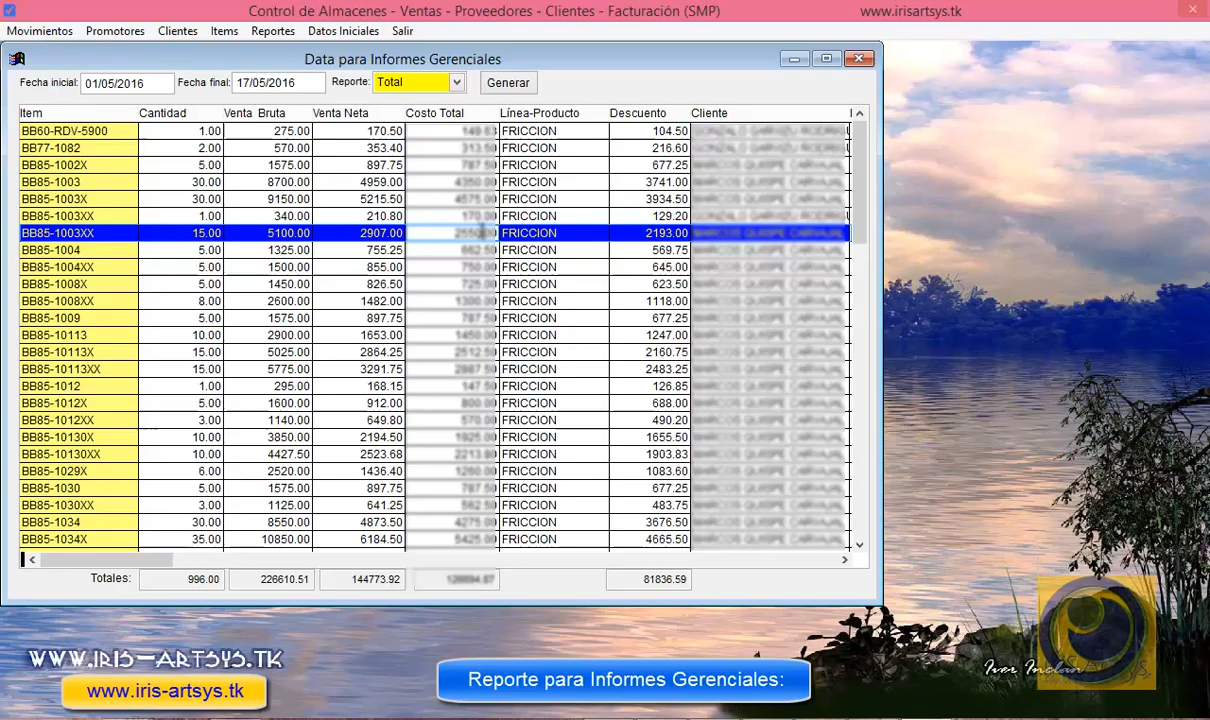 Control de Almacenes - Ventas - Proveedores - Clientes - Facturación (SMP) www.irisartsys.tk
Movimientos Promotores Clientes Items Reportes Datos Iniciales Salir
Data para Informes Gerenciales
Fecha inicial: 01/05/2016 Fecha final: 17/05/2016 Reporte: Total Generar
Item Cantidad Venta Bruta Venta Neta Costo Total Línea-Producto Descuento Cliente
BB60-RDV-5900 1.00 275.00 170.50 FRICCION 104.50
BB77-1082 2.00 570.00 353.40 FRICCION 216.60
BB85-1002X 5.00 1575.00 897.75 FRICCION 677.25
BB85-1003 30.00 8700.00 4959.00 FRICCION 3741.00
BB85-1003X 30.00 9150.00 5215.50 FRICCION 3934.50
BB85-1003XX 1.00 340.00 210.80 FRICCION 129.20
BB85-1003XX 15.00 5100.00 2907.00 FRICCION 2193.00
BB85-1004 5.00 1325.00 755.25 FRICCION 569.75
BB85-1004XX 5.00 1500.00 855.00 FRICCION 645.00
BB85-1008X 5.00 1450.00 826.50 FRICCION 623.50
BB85-1008XX 8.00 2600.00 1482.00 FRICCION 1118.00
BB85-1009 5.00 1575.00 897.75 FRICCION 677.25
BB85-10113 10.00 2900.00 1653.00 FRICCION 1247.00
BB85-10113X 15.00 5025.00 2864.25 FRICCION 2160.75
BB85-10113XX 15.00 5775.00 3291.75 FRICCION 2483.25
BB85-1012 1.00 295.00 168.15 FRICCION 126.85
BB85-1012X 5.00 1600.00 912.00 FRICCION 688.00
BB85-1012XX 3.00 1140.00 649.80 FRICCION 490.20
BB85-10130X 10.00 3850.00 2194.50 FRICCION 1655.50
BB85-10130XX 10.00 4427.50 2523.68 FRICCION 1903.83
BB85-1029X 6.00 2520.00 1436.40 FRICCION 1083.60
BB85-1030 5.00 1575.00 897.75 FRICCION 677.25
BB85-1030XX 3.00 1125.00 641.25 FRICCION 483.75
BB85-1034 30.00 8550.00 4873.50 FRICCION 3676.50
BB85-1034X 35.00 10850.00 6184.50 FRICCION 4665.50
Totales: 996.00 226610.51 144773.92 81836.59
WWW.IRIS-ARTSYS.TK
www.iris-artsys.tk
Reporte para Informes Gerenciales:
Iver Inclan